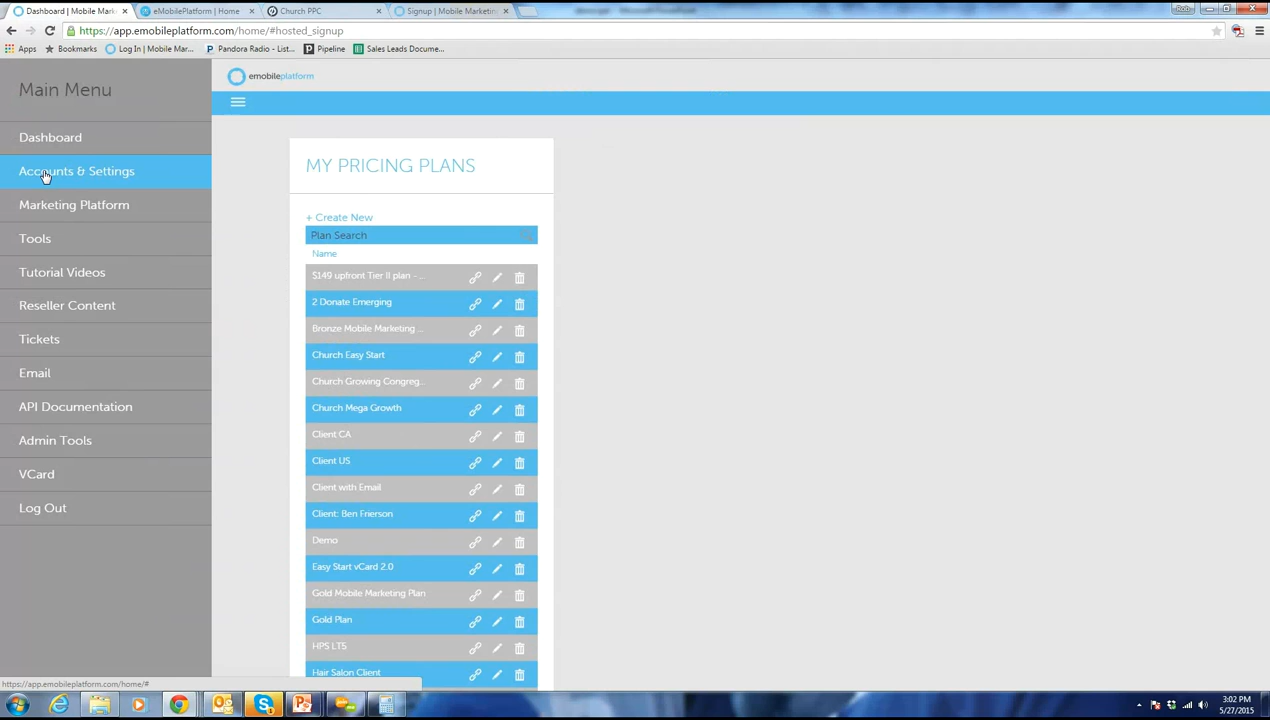 Dashboard | Mobile Mark
eMobilePlatform | Home
Church PPC
Signup | Mobile Marketin
Rob
https://app.emobileplatform.com/home/#hosted_signup
Apps
Bookmarks
Log In | Mobile Mar...
Pandora Radio - List...
Pipeline
Sales Leads Docume...
Main Menu
emobileplatform
Dashboard
Accounts & Settings
Marketing Platform
Tools
Tutorial Videos
Reseller Content
Tickets
Email
API Documentation
Admin Tools
VCard
Log Out
MY PRICING PLANS
+ Create New
Plan Search
Name
$149 upfront Tier II plan - ...
2 Donate Emerging
Bronze Mobile Marketing ...
Church Easy Start
Church Growing Congreg...
Church Mega Growth
Client CA
Client US
Client with Email
Client: Ben Frierson
Demo
Easy Start vCard 2.0
Gold Mobile Marketing Plan
Gold Plan
HPS LT5
Hair Salon Client
https://app.emobileplatform.com/home/#
3:02 PM
5/27/2015